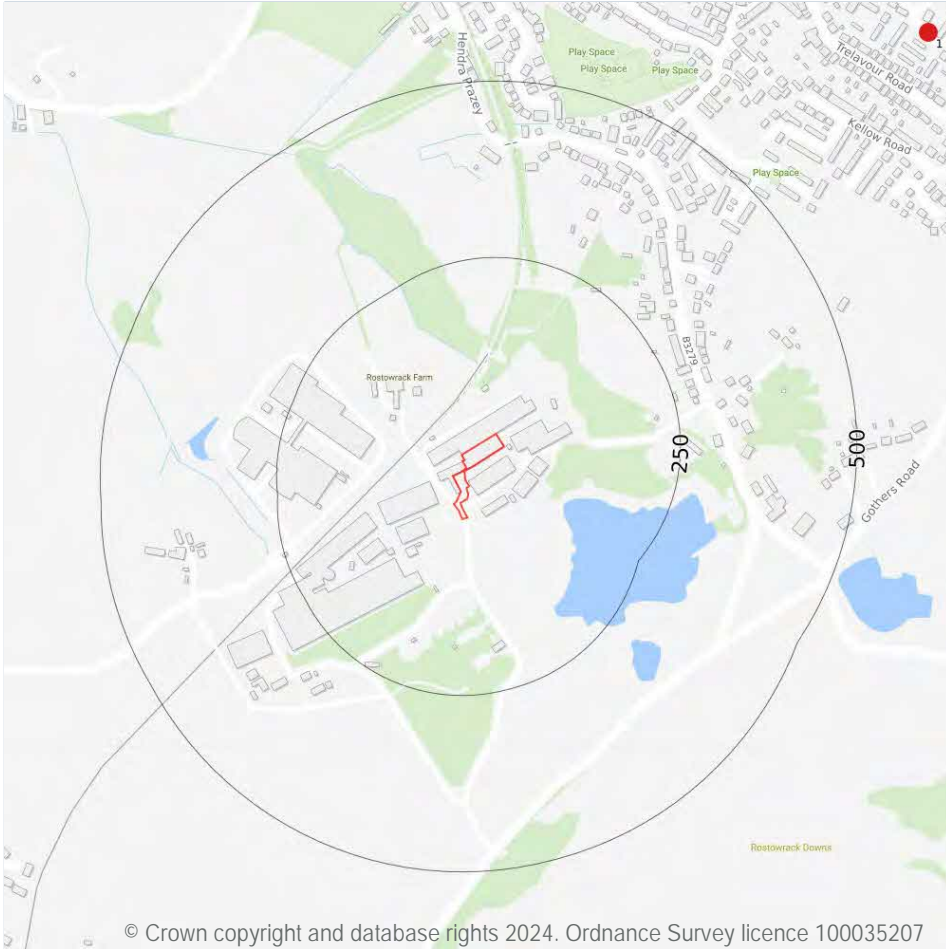 1
Hendra Prazey
Play Space
Play Space
Play Space
Trelavour Road
Kellow Road
Play Space
B3279
Rostowrack Farm
250
500
Gothers Road
Rostowrack Downs
© Crown copyright and database rights 2024. Ordnance Survey licence 100035207